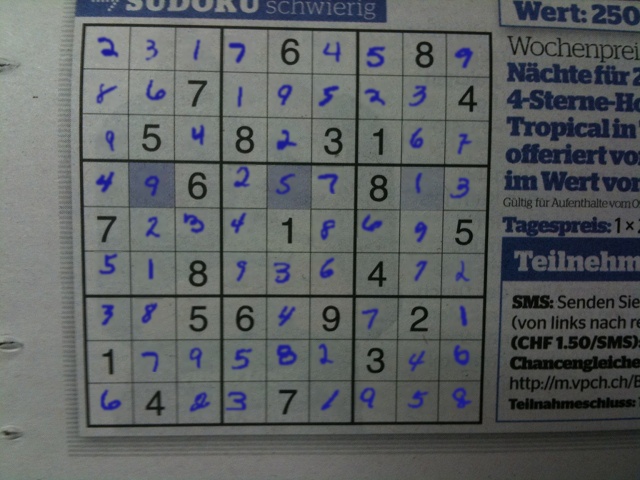 SUDOKU schwierig
2 3 1 7 6 4 5 8 9
8 6 7 1 9 5 2 3 4
9 5 4 8 2 3 1 6 7
4 9 6 2 5 7 8 1 3
7 2 3 4 1 8 6 9 5
5 1 8 9 3 6 4 7 2
3 8 5 6 4 9 7 2 1
1 7 9 5 8 2 3 4 6
6 4 2 3 7 1 9 5 8
Wert: 250
Wochenprei
Nächte für 2
4-Sterne-Ho
Tropical in
offeriert vo
im Wert von
Gültig für Aufenthalte vom 0
Tagespreis: 1 ×
Teilnehm
SMS: Senden Sie
(von links nach re
(CHF 1.50/SMS):
Chancengleiche
http://m.vpch.ch/E
Teilnahmeschluss: